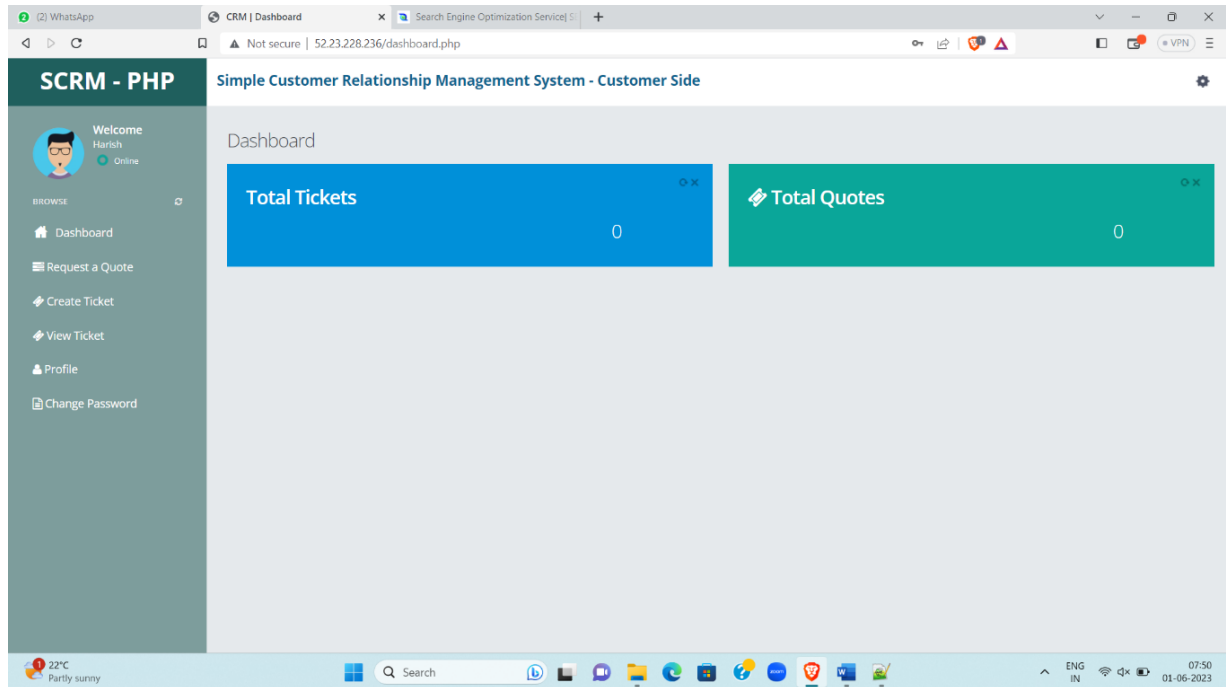 2 (2) WhatsApp
CRM | Dashboard
Search Engine Optimization Service| S
Not secure | 52.23.228.236/dashboard.php
VPN
SCRM - PHP
Simple Customer Relationship Management System - Customer Side
Welcome
Harish
Online
Dashboard
Total Tickets
0
Total Quotes
0
BROWSE
Dashboard
Request a Quote
Create Ticket
View Ticket
Profile
Change Password
1
22°C
Partly sunny
Search
ENG
IN
07:50
01-06-2023